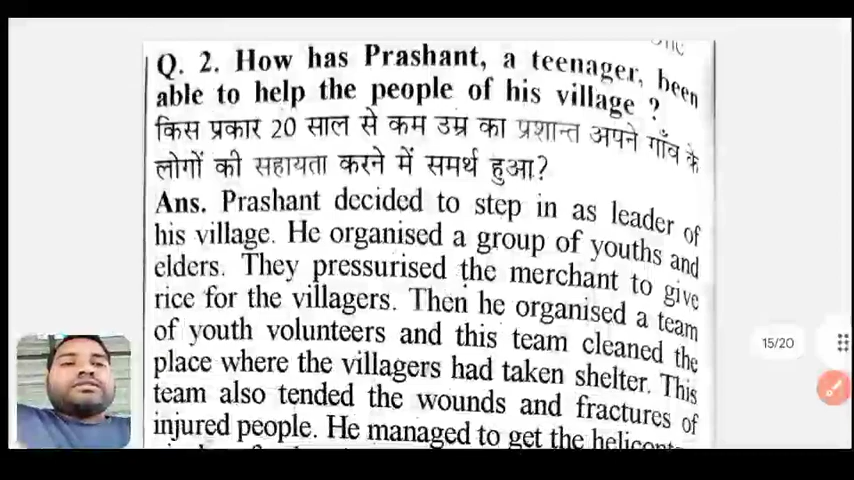 Q. 2. How has Prashant, a teenager, been
able to help the people of his village ?
किस प्रकार 20 साल से कम उम्र का प्रशान्त अपने गाँव के
लोगों की सहायता करने में समर्थ हुआ?
Ans. Prashant decided to step in as leader of
his village. He organised a group of youths and
elders. They pressurised the merchant to give
rice for the villagers. Then he organised a team
of youth volunteers and this team cleaned the
place where the villagers had taken shelter. This
team also tended the wounds and fractures of
injured people. He managed to get the
15/20